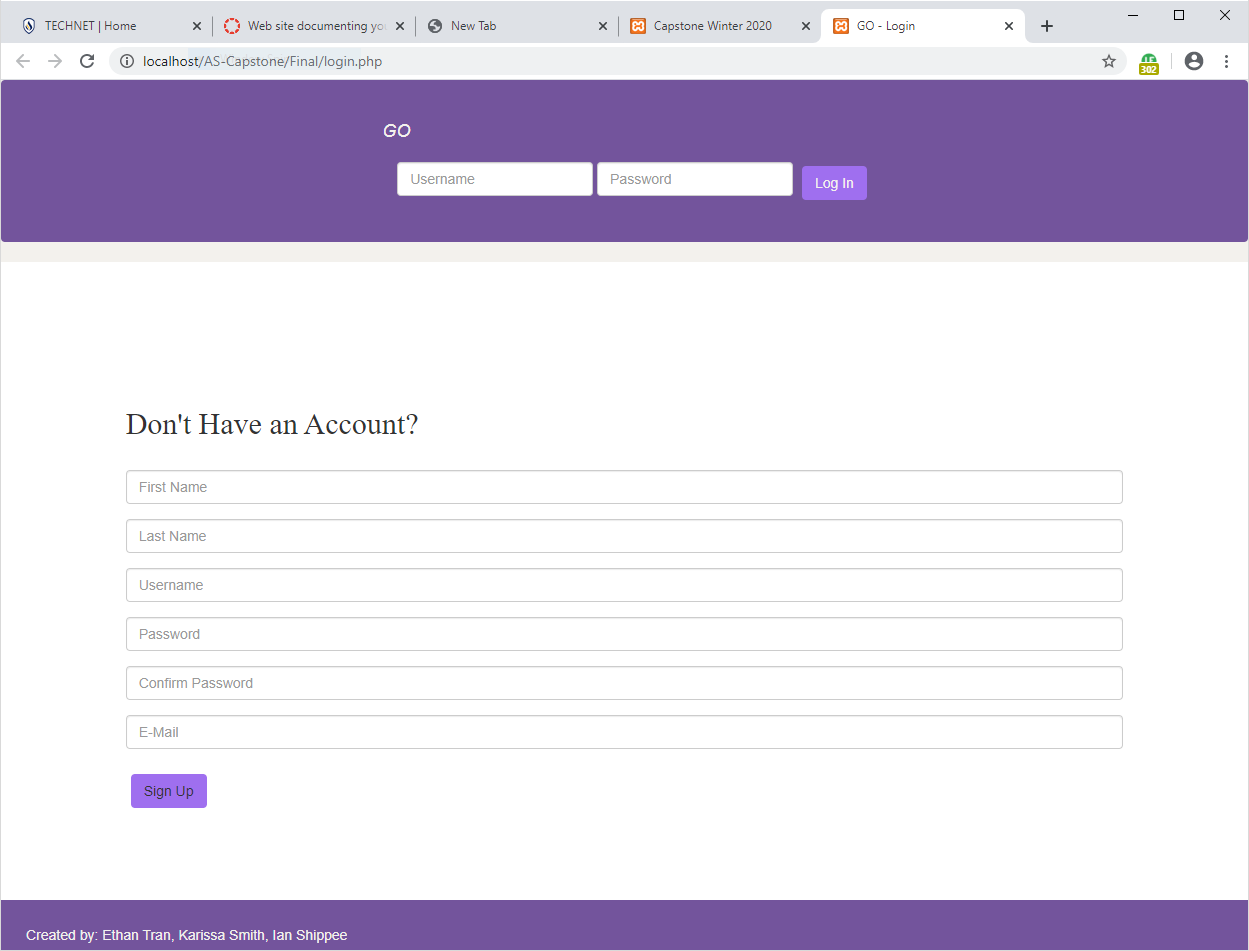 TECHNET | Home
Web site documenting you
New Tab
Capstone Winter 2020
GO - Login
localhost/AS-Capstone/Final/login.php
302
GO
Username
Password
Log In
Don't Have an Account?
First Name
Last Name
Username
Password
Confirm Password
E-Mail
Sign Up
Created by: Ethan Tran, Karissa Smith, Ian Shippee